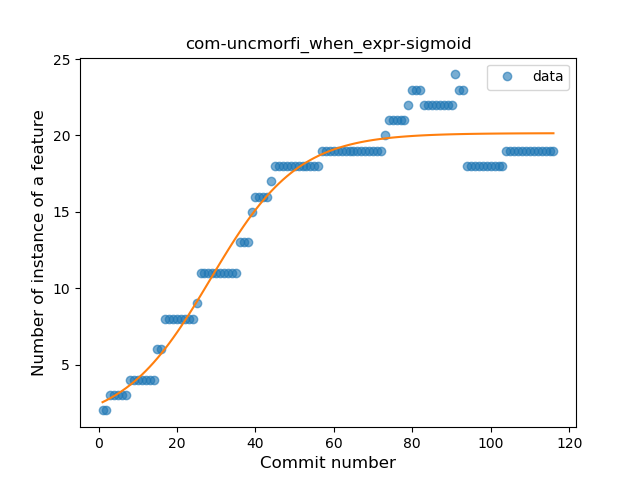 com-uncmorfi_when_expr-sigmoid
data
Number of instance of a feature
25
20
15
10
5
0 20 40 60 80 100 120
Commit number